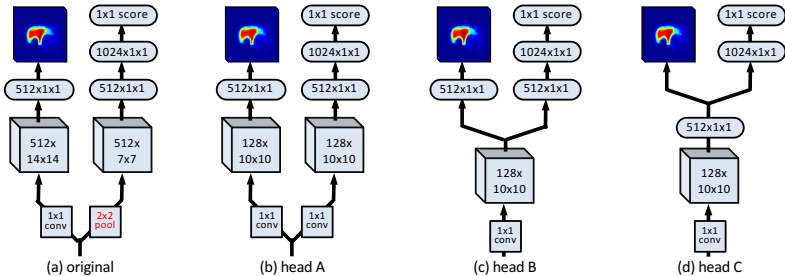 1x1 score
1024x1x1
512x1x1
512x1x1
512x
14x14
512x
7x7
1x1
conv
2x2
pool
(a) original
1x1 score
1024x1x1
512x1x1
512x1x1
128x
10x10
128x
10x10
1x1
conv
1x1
conv
(b) head A
1x1 score
1024x1x1
512x1x1
512x1x1
128x
10x10
1x1
conv
(c) head B
1x1 score
1024x1x1
512x1x1
128x
10x10
1x1
conv
(d) head C